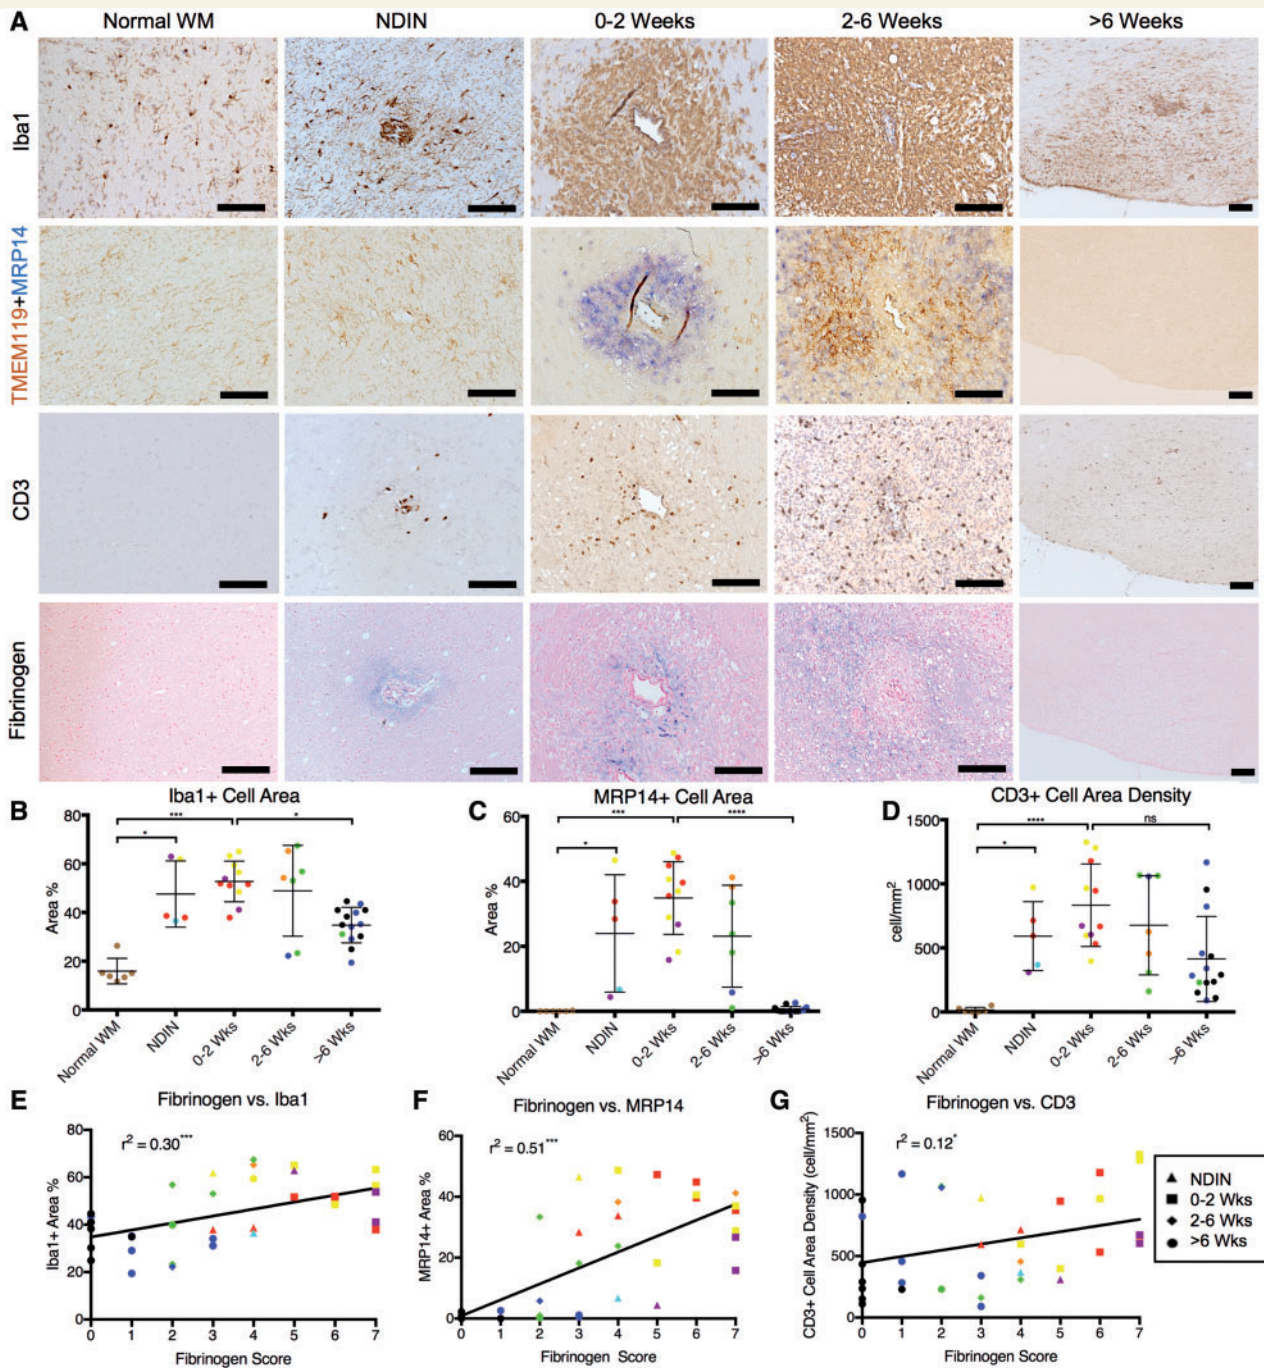 A
Normal WM
NDIN
0-2 Weeks
2-6 Weeks
>6 Weeks
Iba1
TMEM119+MRP14
CD3
Fibrinogen
B
Iba1+ Cell Area
***
*
*
Area %
80
60
40
20
0
Normal WM
NDIN
0-2 Wks
2-6 Wks
>6 Wks
C
MRP14+ Cell Area
***
****
*
Area %
60
40
20
0
Normal WM
NDIN
0-2 Wks
2-6 Wks
>6 Wks
D
CD3+ Cell Area Density
****
ns
*
cell/mm²
1500
1000
500
0
Normal WM
NDIN
0-2 Wks
2-6 Wks
>6 Wks
E
Fibrinogen vs. Iba1
r² = 0.30***
Iba1+ Area %
80
60
40
20
0
0 1 2 3 4 5 6 7
Fibrinogen Score
F
Fibrinogen vs. MRP14
r² = 0.51***
MRP14+ Area %
60
40
20
0
0 1 2 3 4 5 6 7
Fibrinogen Score
G
Fibrinogen vs. CD3
r² = 0.12*
CD3+ Cell Area Density (cell/mm²)
1500
1000
500
0
0 1 2 3 4 5 6 7
Fibrinogen Score
NDIN
0-2 Wks
2-6 Wks
>6 Wks